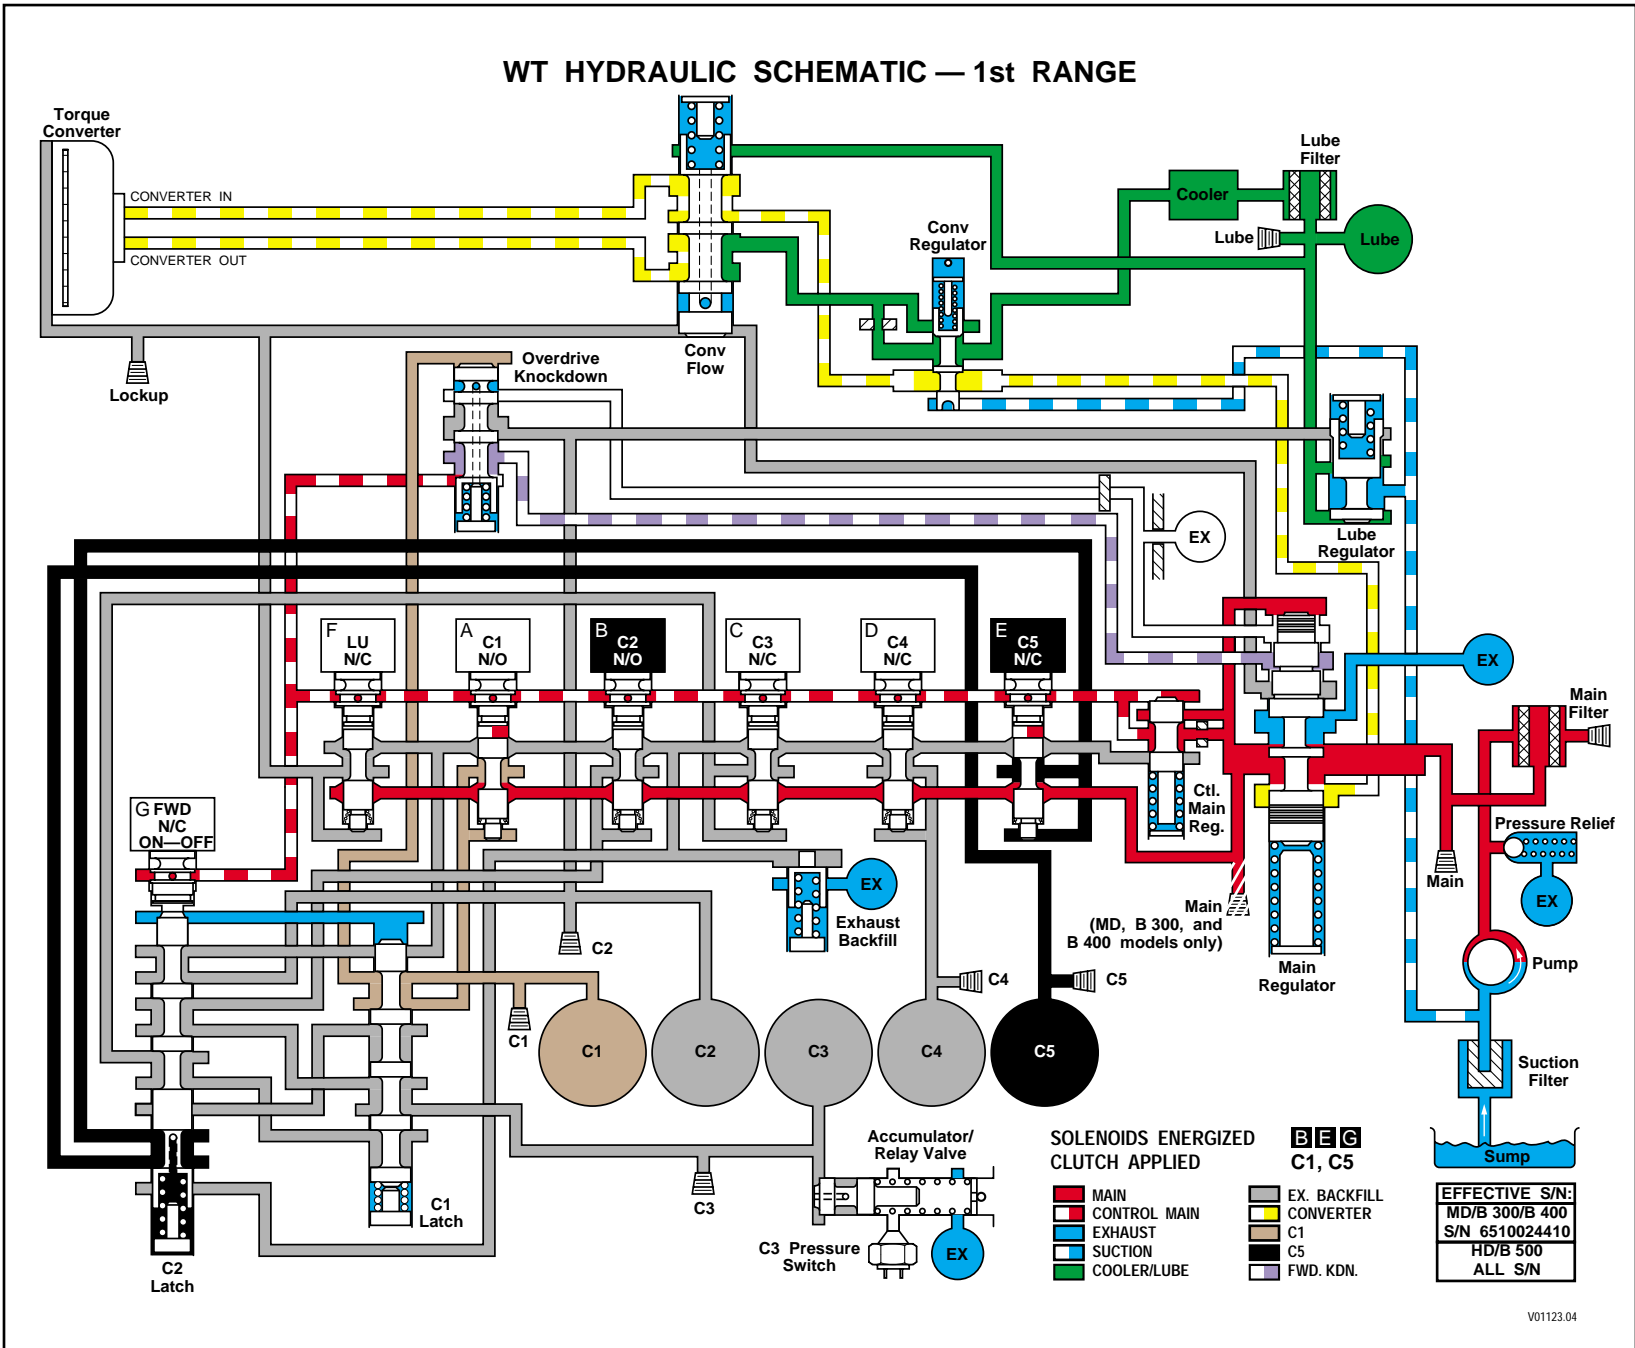 WT HYDRAULIC SCHEMATIC — 1st RANGE
Torque
Converter
CONVERTER IN
CONVERTER OUT
Lockup
Conv
Flow
Overdrive
Knockdown
Conv
Regulator
Cooler
Lube
Filter
Lube
Lube
Lube
Regulator
EX
F
LU
N/C
A
C1
N/O
B
C2
N/O
C
C3
N/C
D
C4
N/C
E
C5
N/C
EX
Main
Filter
G FWD
N/C
ON—OFF
Ctl.
Main
Reg.
Pressure Relief
EX
Main
EX
Exhaust
Backfill
Main
(MD, B 300, and
B 400 models only)
Main
Regulator
Pump
C2
C4
C5
C1
C1
C2
C3
C4
C5
Suction
Filter
Sump
C1
Latch
C2
Latch
C3
Accumulator/
Relay Valve
C3 Pressure
Switch
EX
SOLENOIDS ENERGIZED B E G
CLUTCH APPLIED C1, C5
MAIN
CONTROL MAIN
EXHAUST
SUCTION
COOLER/LUBE
EX. BACKFILL
CONVERTER
C1
C5
FWD. KDN.
EFFECTIVE S/N:
MD/B 300/B 400
S/N 6510024410
HD/B 500
ALL S/N
V01123.04